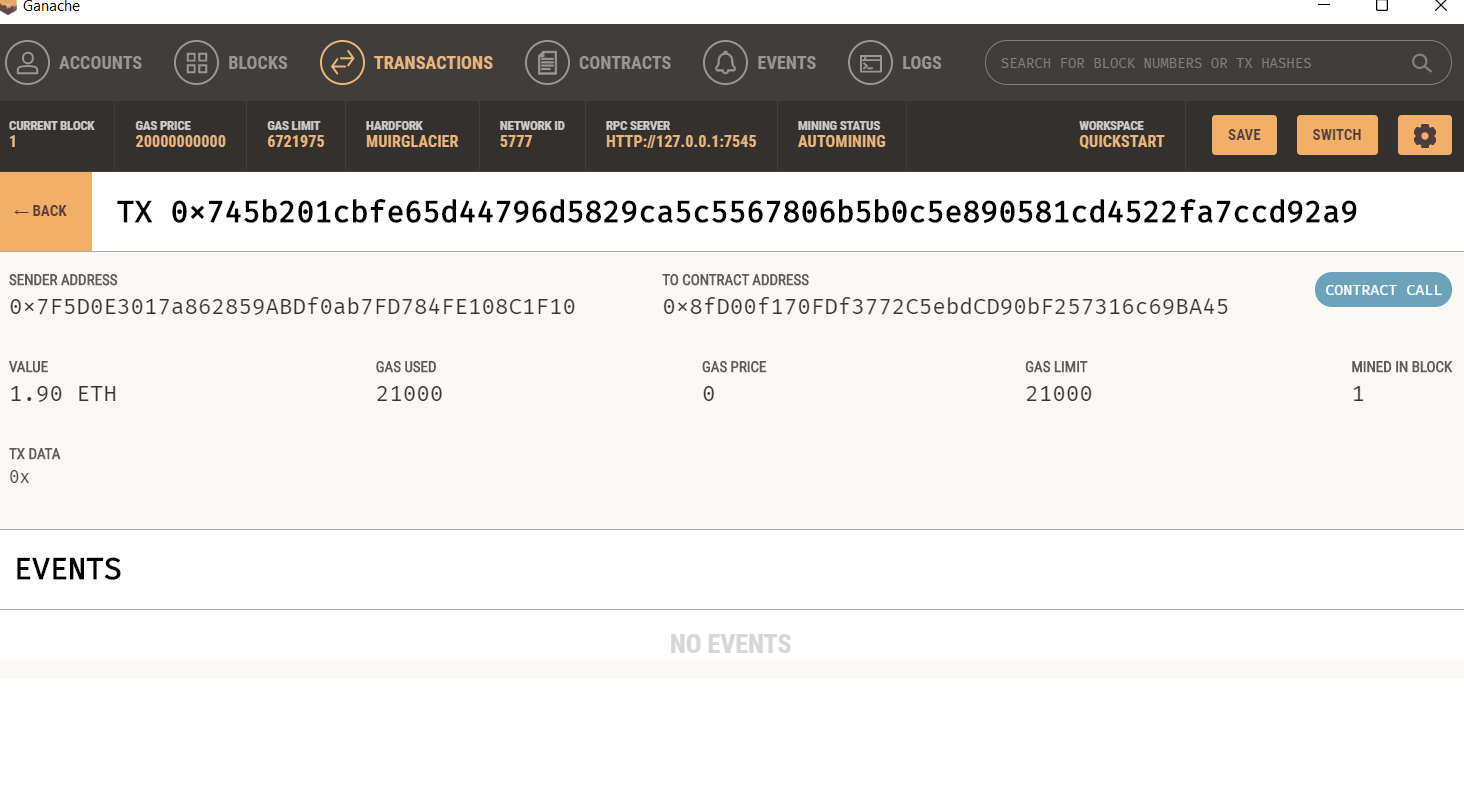 Ganache
ACCOUNTS BLOCKS TRANSACTIONS CONTRACTS EVENTS LOGS SEARCH FOR BLOCK NUMBERS OR TX HASHES
CURRENT BLOCK GAS PRICE GAS LIMIT HARDFORK NETWORK ID RPC SERVER MINING STATUS WORKSPACE
1 20000000000 6721975 MUIRGLACIER 5777 HTTP://127.0.0.1:7545 AUTOMINING QUICKSTART SAVE SWITCH
← BACK TX 0×745b201cbfe65d44796d5829ca5c5567806b5b0c5e890581cd4522fa7ccd92a9
SENDER ADDRESS TO CONTRACT ADDRESS
0×7F5D0E3017a862859ABDf0ab7FD784FE108C1F10 0×8fD00f170FDf3772C5ebdCD90bF257316c69BA45 CONTRACT CALL
VALUE GAS USED GAS PRICE GAS LIMIT MINED IN BLOCK
1.90 ETH 21000 0 21000 1
TX DATA
0x
EVENTS
NO EVENTS